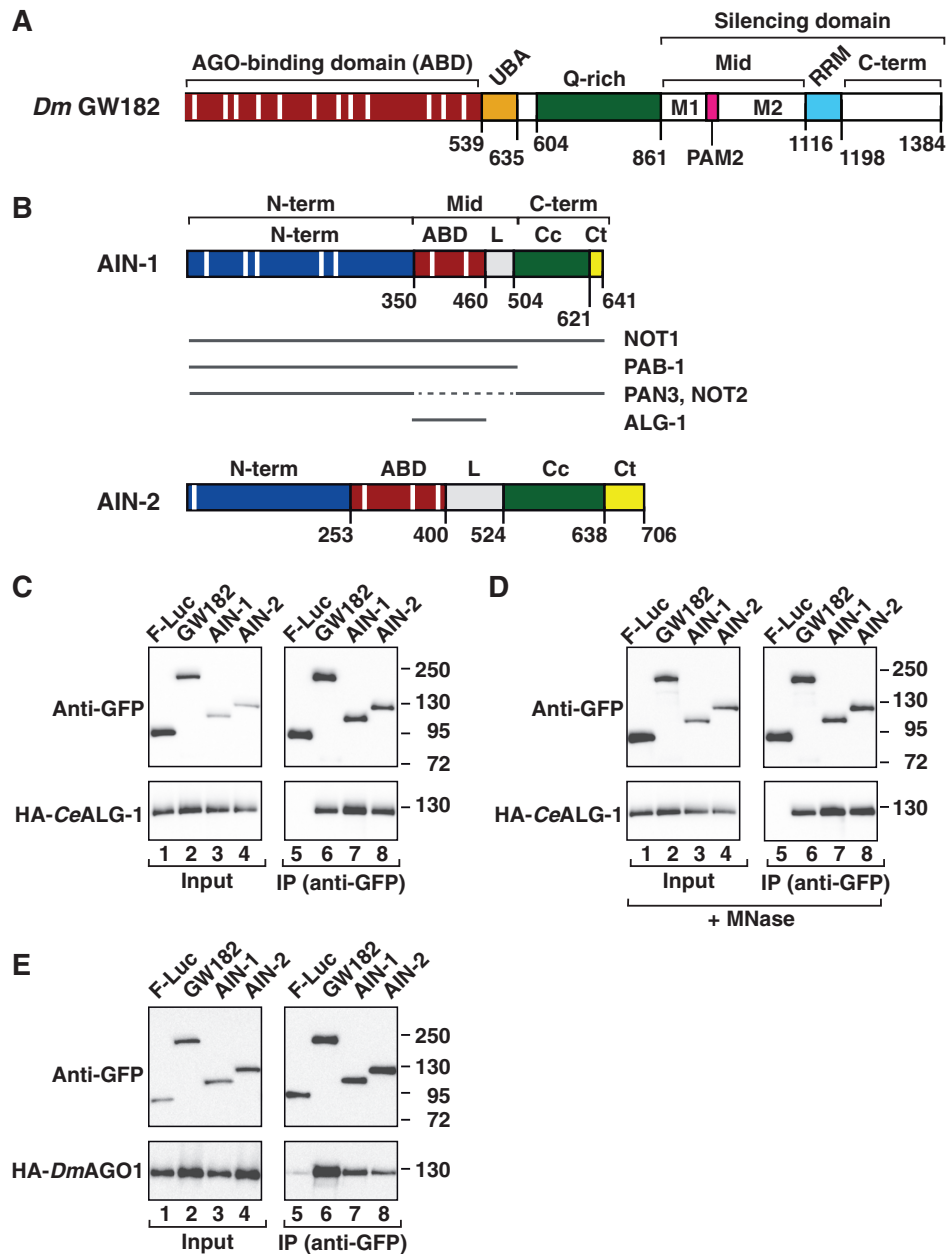 A
Silencing domain
AGO-binding domain (ABD)
UBA
Q-rich
Mid
RRM
C-term
Dm GW182
M1
M2
539
635
604
861
PAM2
1116
1198
1384
B
N-term
Mid
C-term
N-term
ABD
L
Cc
Ct
AIN-1
350
460
504
621
641
NOT1
PAB-1
PAN3, NOT2
ALG-1
N-term
ABD
L
Cc
Ct
AIN-2
253
400
524
638
706
C
F-Luc
GW182
AIN-1
AIN-2
F-Luc
GW182
AIN-1
AIN-2
Anti-GFP
250
130
95
72
HA-CeALG-1
130
1 2 3 4
5 6 7 8
Input
IP (anti-GFP)
D
F-Luc
GW182
AIN-1
AIN-2
F-Luc
GW182
AIN-1
AIN-2
Anti-GFP
250
130
95
72
HA-CeALG-1
130
1 2 3 4
5 6 7 8
Input
IP (anti-GFP)
+ MNase
E
F-Luc
GW182
AIN-1
AIN-2
F-Luc
GW182
AIN-1
AIN-2
Anti-GFP
250
130
95
72
HA-DmAGO1
130
1 2 3 4
5 6 7 8
Input
IP (anti-GFP)